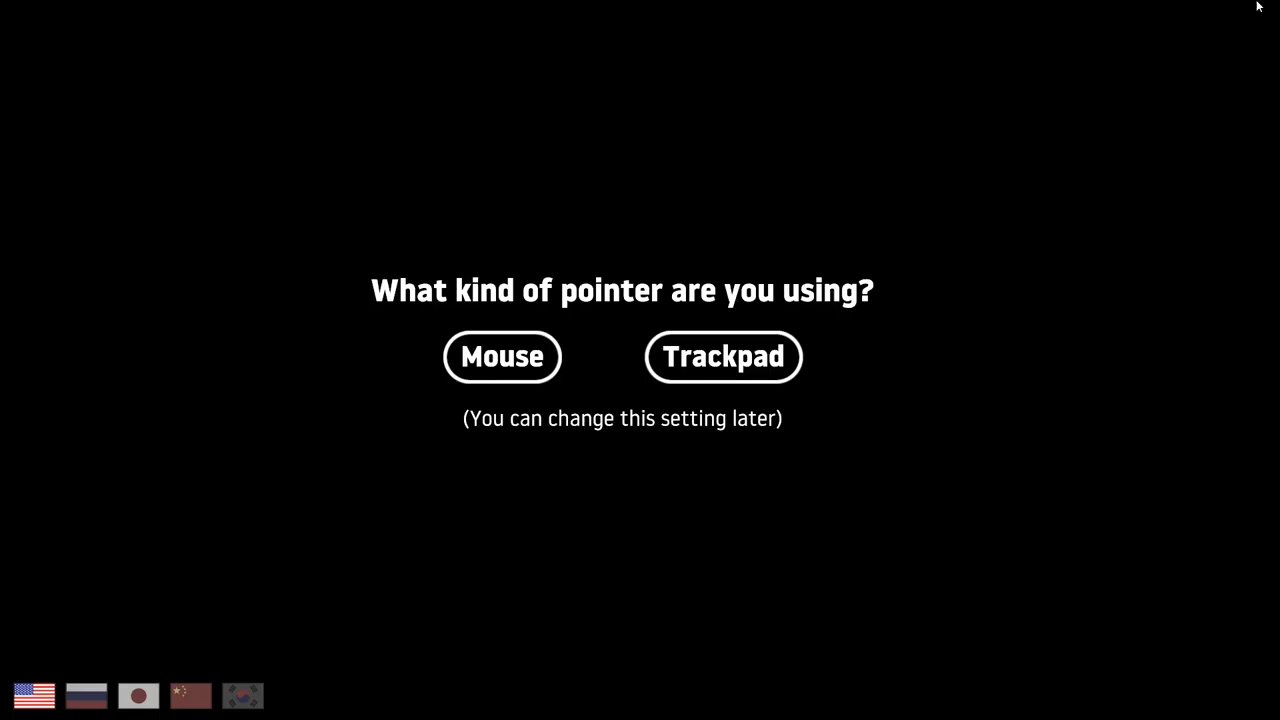 What kind of pointer are you using?
Mouse Trackpad
(You can change this setting later)